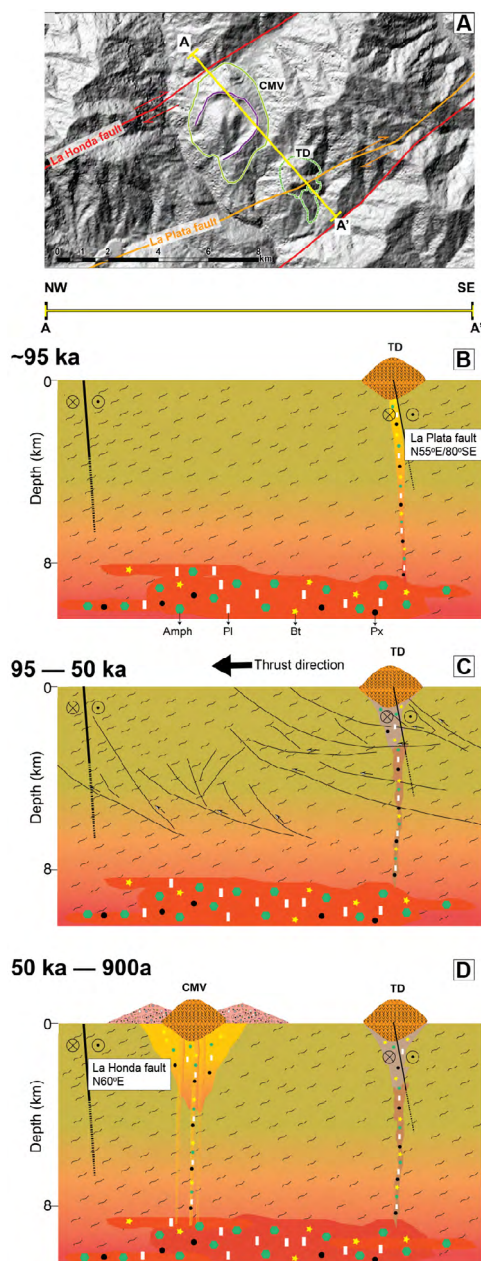 A
A
CMV
TD
La Honda fault
La Plata fault
A'
0 2 4 6 8
km
NW SE
A A'
~95 ka
TD
B
0
La Plata fault
N55ºE/80ºSE
Depth (km)
8
Amph Pl Bt Px
95 — 50 ka
Thrust direction
TD
C
0
Depth (km)
8
50 ka — 900a
CMV
TD
D
0
La Honda fault
N60ºE
Depth (km)
8